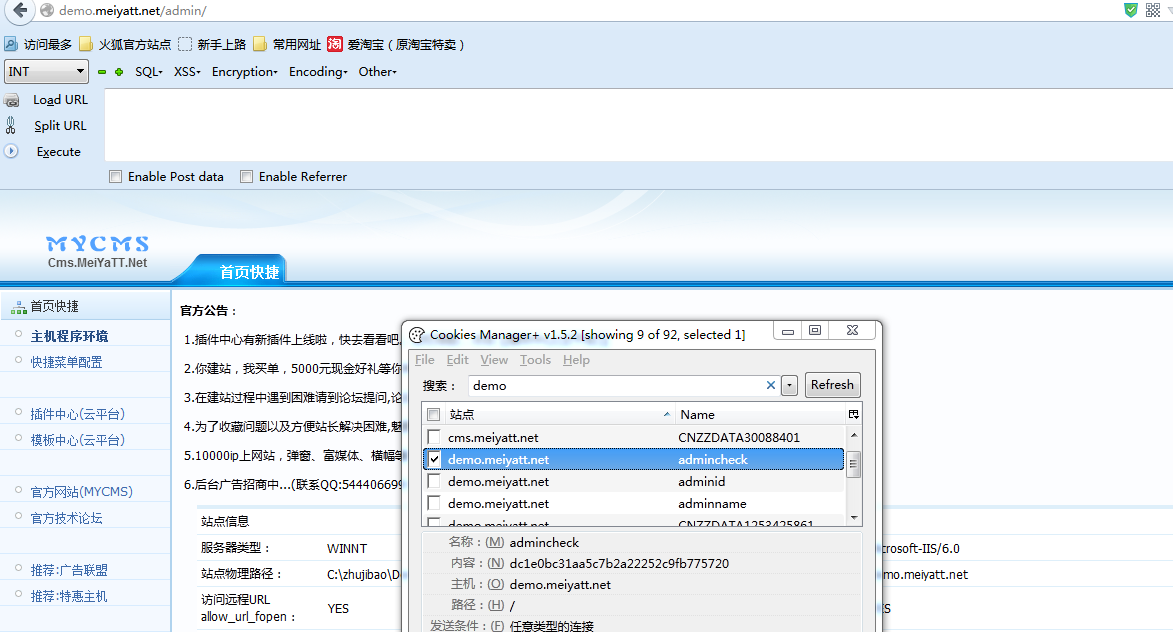 demo.meiyatt.net/admin/
访问最多 火狐官方站点 新手上路 常用网址 淘 爱淘宝（原淘宝特卖）
INT SQL XSS Encryption Encoding Other
Load URL
Split URL
Execute
Enable Post data Enable Referrer
MYCMS
Cms.MeiYaTT.Net
首页快捷
首页快捷
主机程序环境
快捷菜单配置
插件中心(云平台)
模板中心(云平台)
官方网站(MYCMS)
官方技术论坛
推荐:广告联盟
推荐:特惠主机
官方公告：
1.插件中心有新插件上线啦，快去看看吧
2.你建站，我买单，5000元现金好礼等你
3.在建站过程中遇到困难请到论坛提问,论
4.为了收藏问题以及方便站长解决困难,魅
5.10000ip上网站，弹窗、富媒体、横幅等
6.后台广告招商中...(联系QQ:544406699
站点信息
服务器类型： WINNT crosoft-IIS/6.0
站点物理路径： C:\zhujibao\D mo.meiyatt.net
访问远程URL
allow_url_fopen： YES S
Cookies Manager+ v1.5.2 [showing 9 of 92, selected 1]
File Edit View Tools Help
搜索： demo Refresh
站点 Name
cms.meiyatt.net CNZZDATA30088401
demo.meiyatt.net admincheck
demo.meiyatt.net adminid
demo.meiyatt.net adminname
demo.meiyatt.net CNZZDATA1253425861
名称：(M) admincheck
内容：(N) dc1e0bc31aa5c7b2a22252c9fb775720
主机：(O) demo.meiyatt.net
路径：(H) /
发送条件：(F) 任意类型的连接